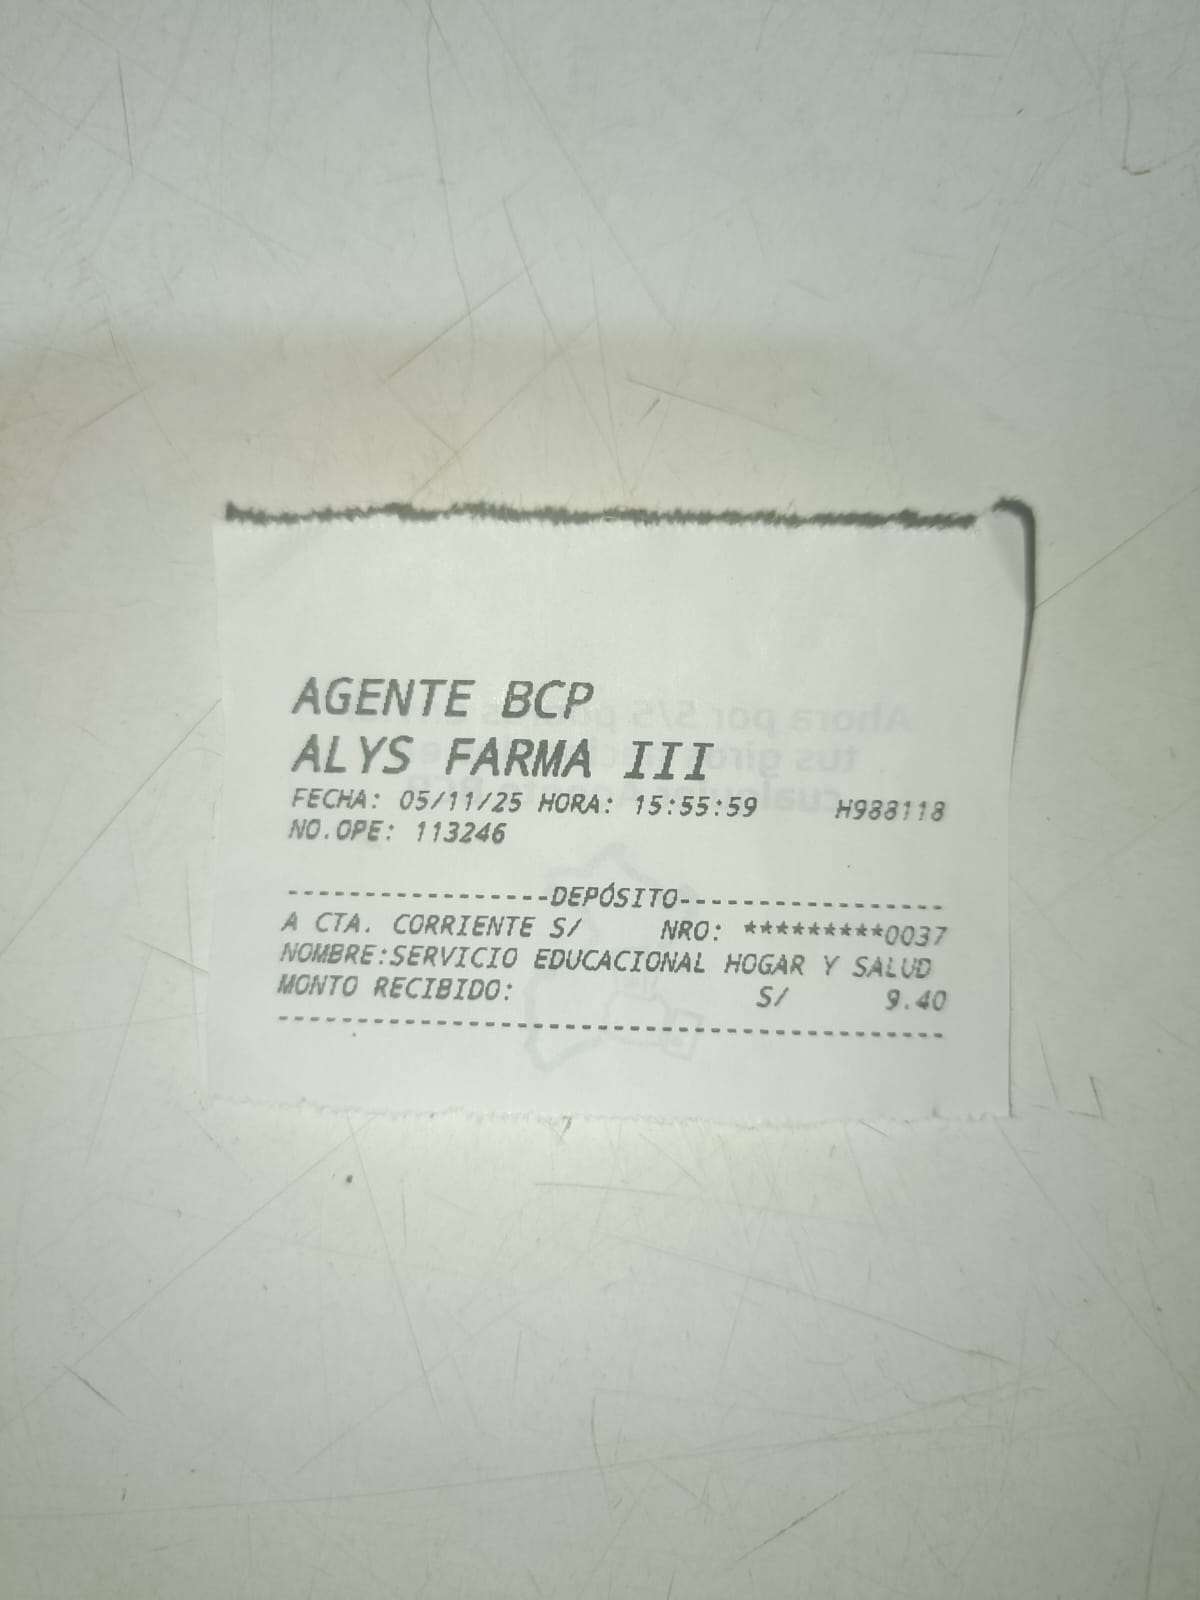 AGENTE BCP
ALYS FARMA III
FECHA: 05/11/25 HORA: 15:55:59 H988118
NO.OPE: 113246
-----------------DEPÓSITO-----------------
A CTA. CORRIENTE S/ NRO: *********0037
NOMBRE:SERVICIO EDUCACIONAL HOGAR Y SALUD
MONTO RECIBIDO: S/ 9.40
-------------------------------------------